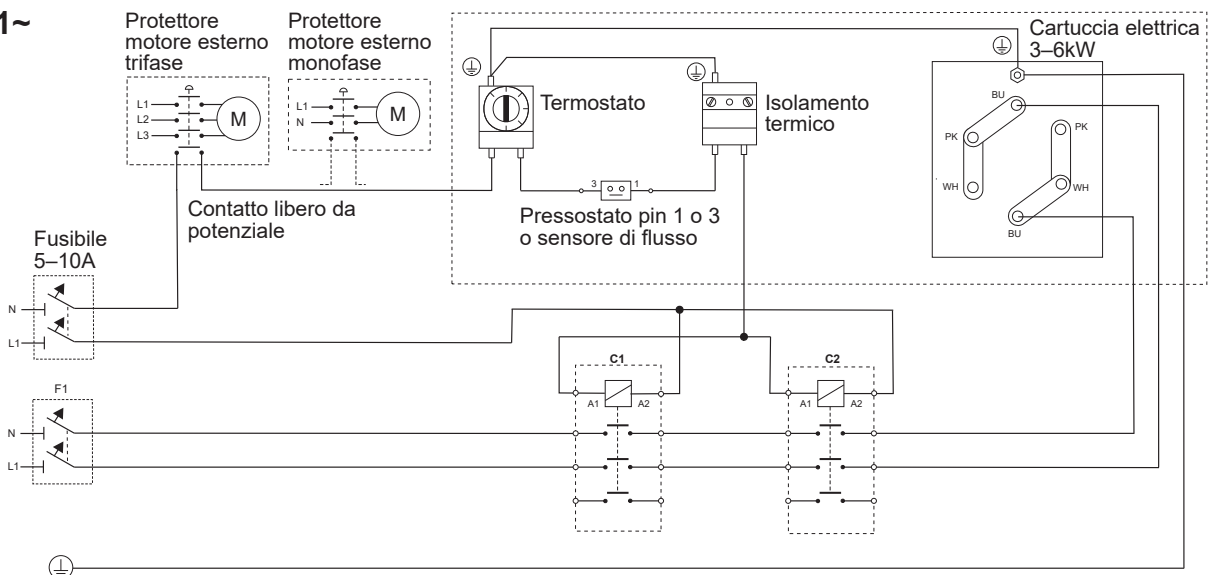 1~
Protettore
motore esterno
trifase
Protettore
motore esterno
monofase
Cartuccia elettrica
3–6kW
L1
L2
L3
M
L1
N
M
Termostato
Isolamento
termico
BU
PK
WH
PK
WH
BU
3
1
Pressostato pin 1 o 3
o sensore di flusso
Contatto libero da
potenziale
Fusibile
5–10A
N
L1
C1
C2
A1
A2
A1
A2
F1
N
L1